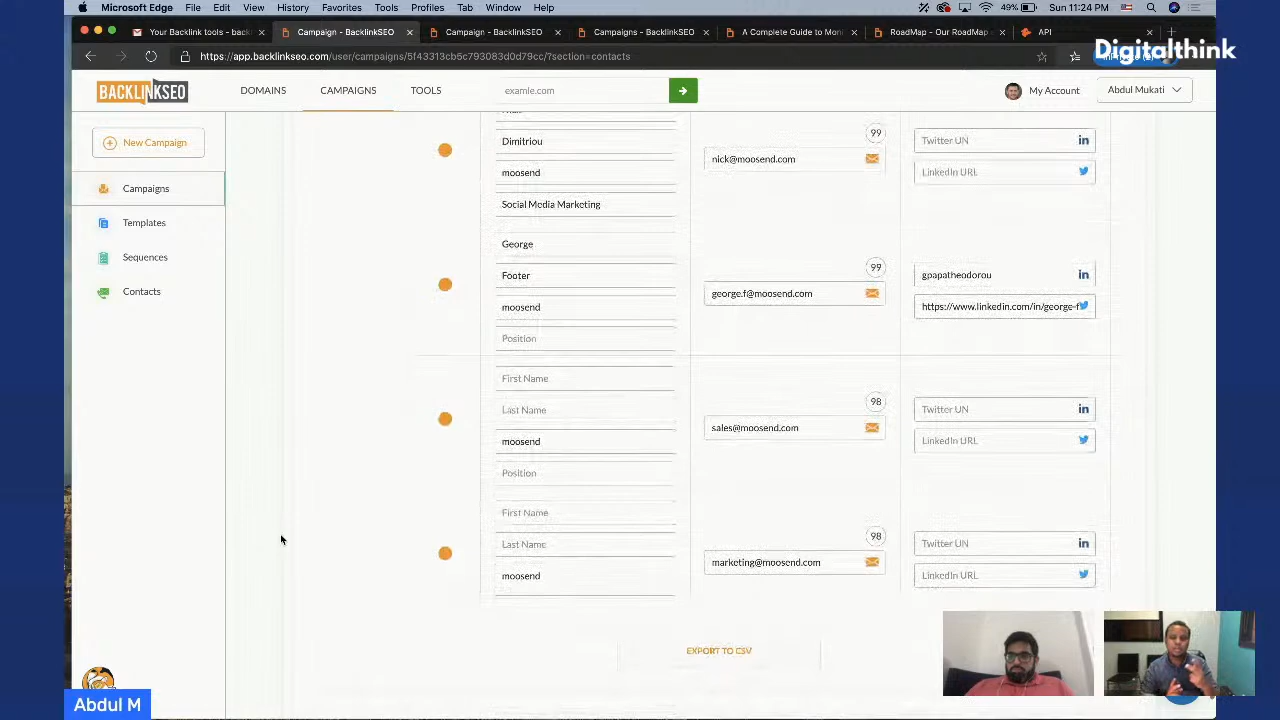 Microsoft Edge File Edit View History Favorites Tools Profiles Tab Window Help 49% Sun 11:24 PM
Your Backlink tools - back
Campaign - BacklinkSEO
Campaign - BacklinkSEO
Campaigns - BacklinkSEO
A Complete Guide to Mon
RoadMap - Our RoadMap
API
https://app.backlinkseo.com/user/campaigns/5f43313cb5c793083d0d79cc/?section=contacts
Digitalthink
BACKLINKSEO
DOMAINS CAMPAIGNS TOOLS
examle.com
My Account
Abdul Mukati
New Campaign
Campaigns
Templates
Sequences
Contacts
Dimitriou
moosend
Social Media Marketing
99
nick@moosend.com
Twitter UN
in
LinkedIn URL
George
Footer
moosend
Position
99
george.f@moosend.com
gpapatheodorou
in
https://www.linkedin.com/in/george-f
First Name
Last Name
moosend
Position
98
sales@moosend.com
Twitter UN
in
LinkedIn URL
First Name
Last Name
moosend
98
marketing@moosend.com
Twitter UN
in
LinkedIn URL
EXPORT TO CSV
Abdul M